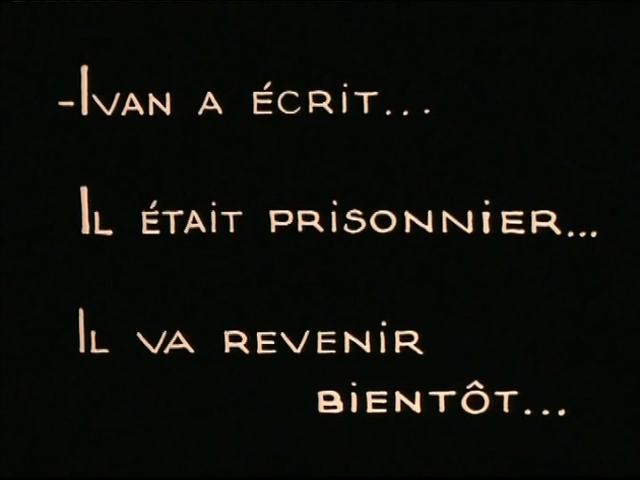 -Ivan a écrit...
Il était prisonnier...
Il va revenir
bientôt...